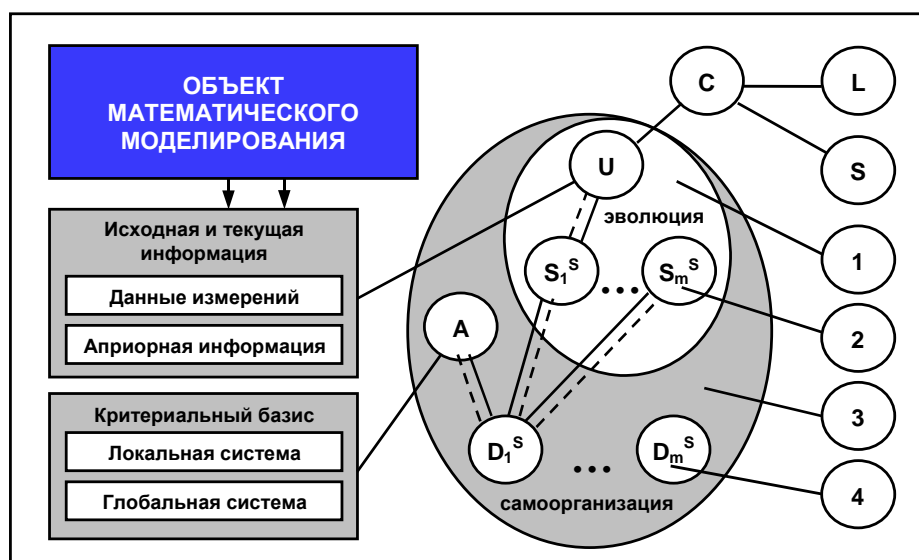 ОБЪЕКТ
МАТЕМАТИЧЕСКОГО
МОДЕЛИРОВАНИЯ
Исходная и текущая
информация
Данные измерений
Априорная информация
Критериальный базис
Локальная система
Глобальная система
C
L
S
U
эволюция
S₁ˢ
...
Sₘˢ
A
D₁ˢ
...
Dₘˢ
самоорганизация
1
2
3
4